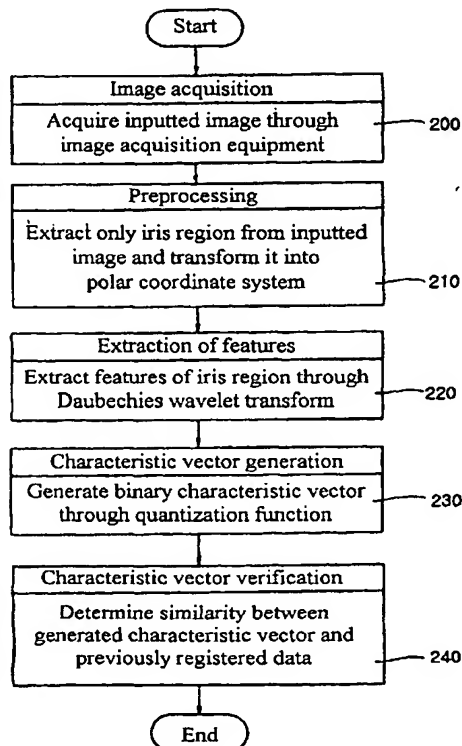 Start
Image acquisition
Acquire inputted image through
image acquisition equipment
200
Preprocessing
Extract only iris region from inputted
image and transform it into
polar coordinate system
210
Extraction of features
Extract features of iris region through
Daubechies wavelet transform
220
Characteristic vector generation
Generate binary characteristic vector
through quantization function
230
Characteristic vector verification
Determine similarity between
generated characteristic vector and
previously registered data
240
End